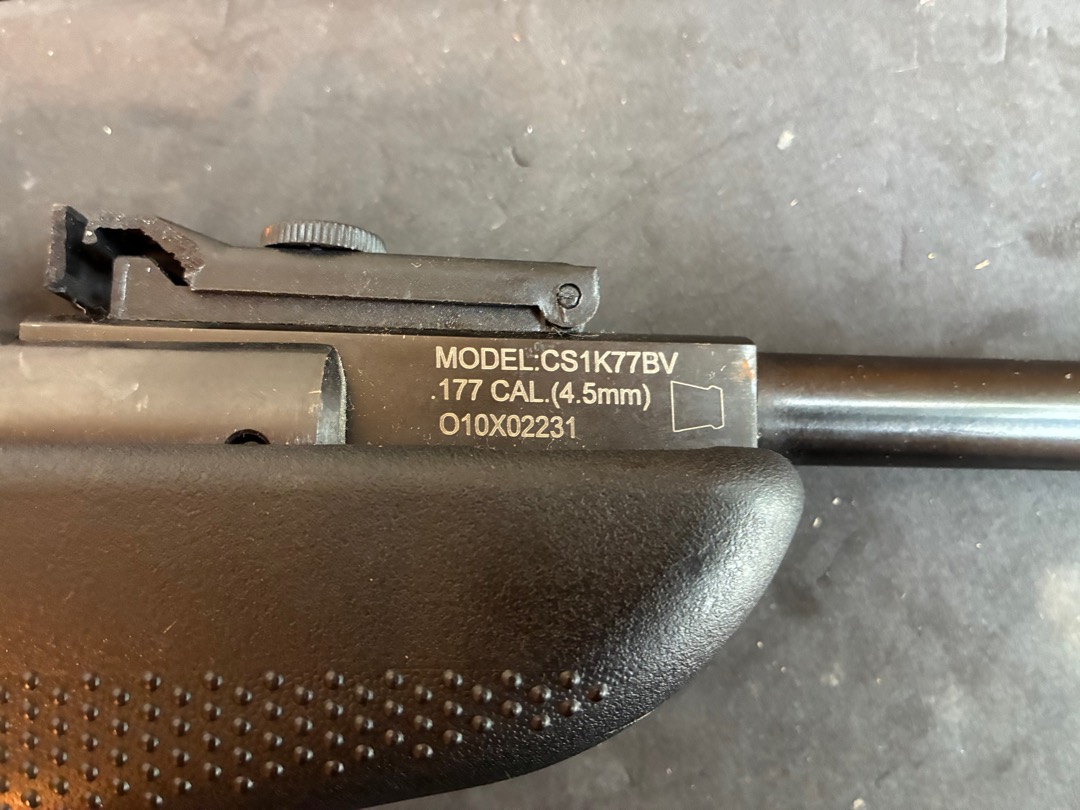 MODEL:CS1K77BV
.177 CAL.(4.5mm)
O10X02231